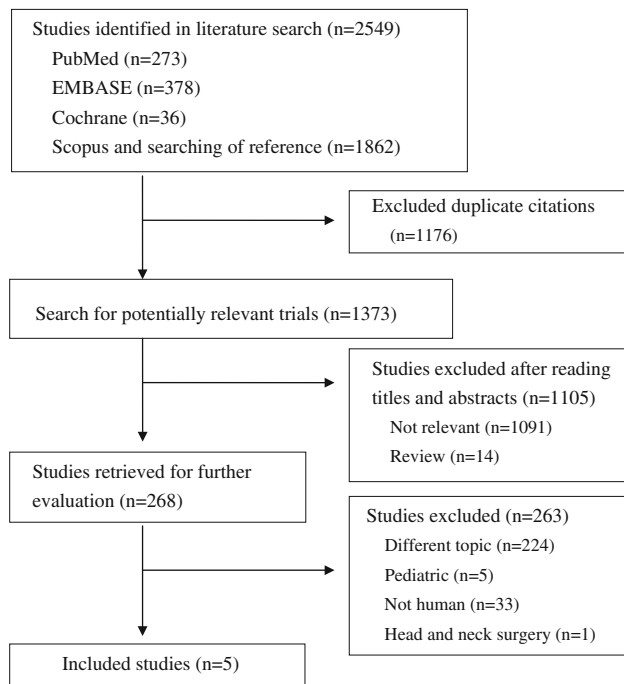 Studies identified in literature search (n=2549)
PubMed (n=273)
EMBASE (n=378)
Cochrane (n=36)
Scopus and searching of reference (n=1862)
Excluded duplicate citations
(n=1176)
Search for potentially relevant trials (n=1373)
Studies excluded after reading
titles and abstracts (n=1105)
Not relevant (n=1091)
Review (n=14)
Studies retrieved for further
evaluation (n=268)
Studies excluded (n=263)
Different topic (n=224)
Pediatric (n=5)
Not human (n=33)
Head and neck surgery (n=1)
Included studies (n=5)